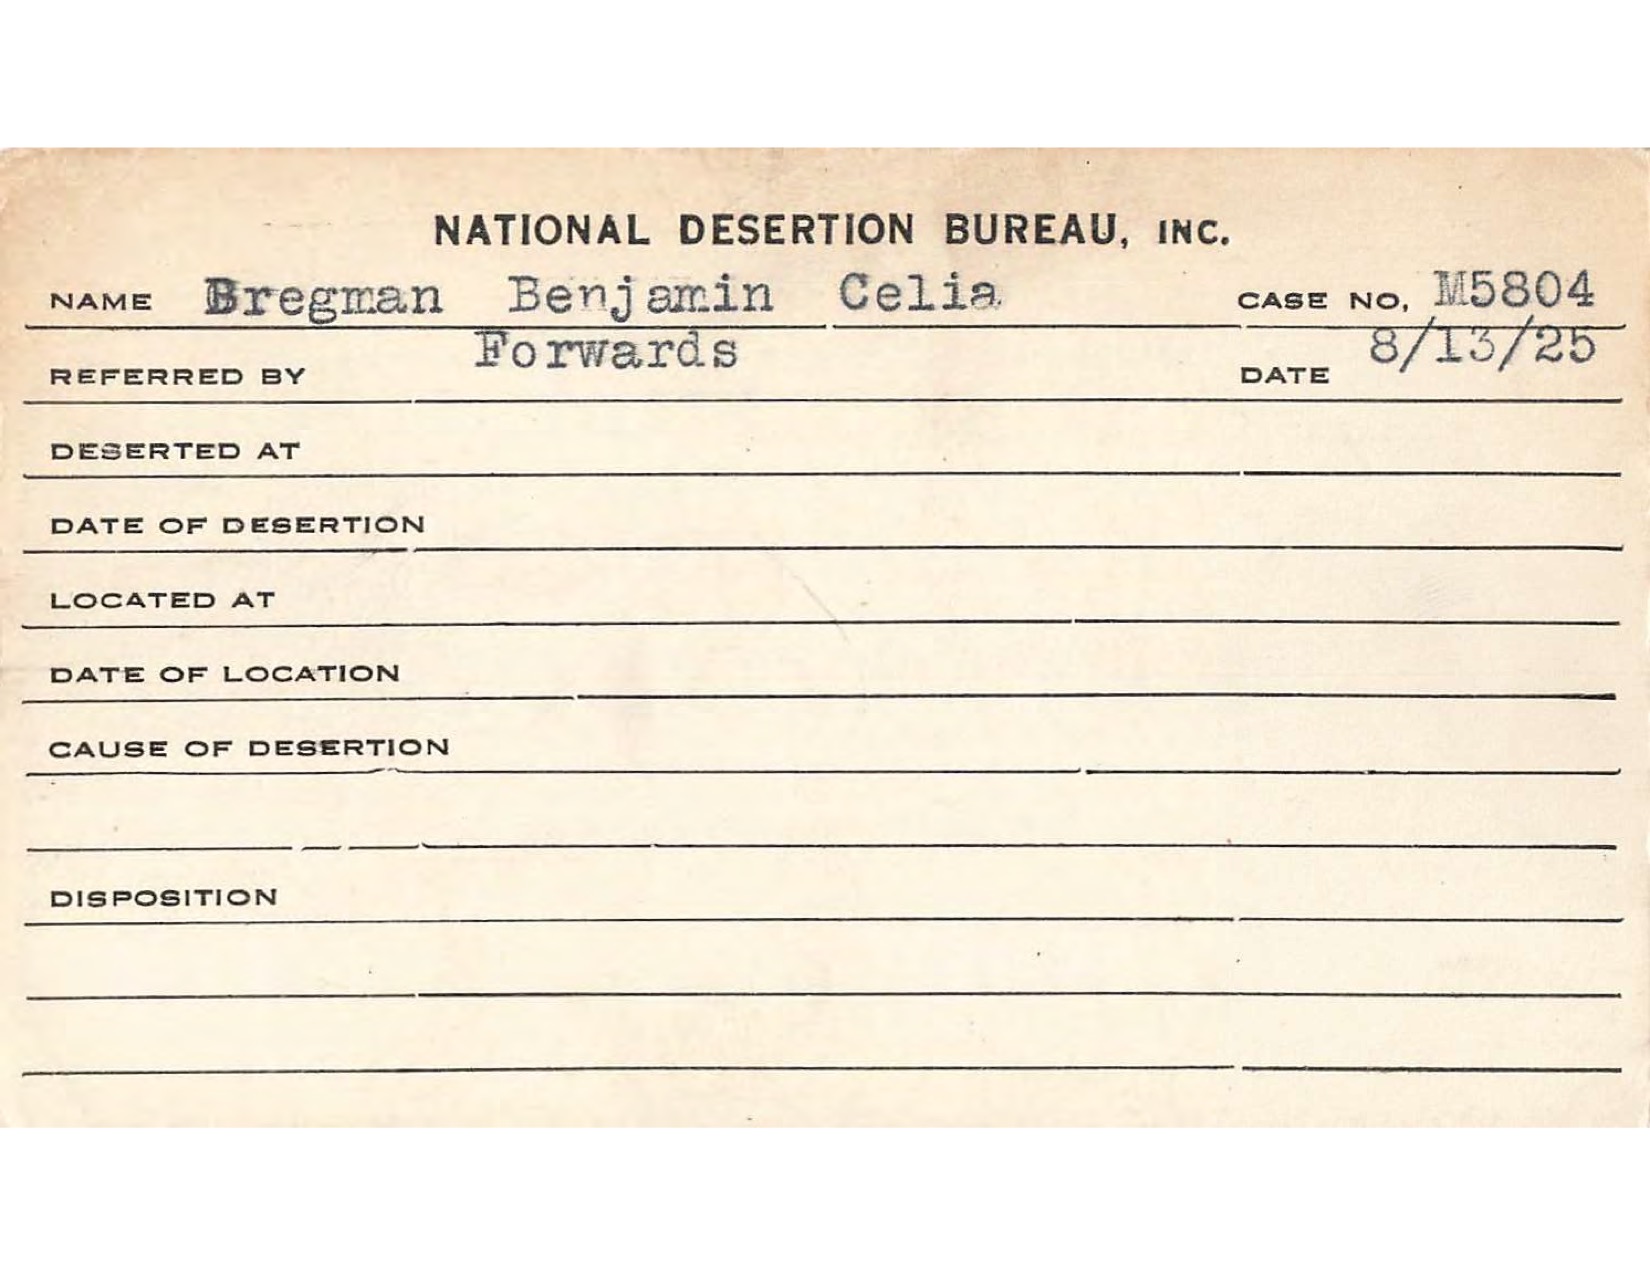 NATIONAL DESERTION BUREAU, INC.
NAME Bregman Benjamin Celia CASE NO. M5804
REFERRED BY Forwards DATE 8/13/25
DESERTED AT
DATE OF DESERTION
LOCATED AT
DATE OF LOCATION
CAUSE OF DESERTION
DISPOSITION